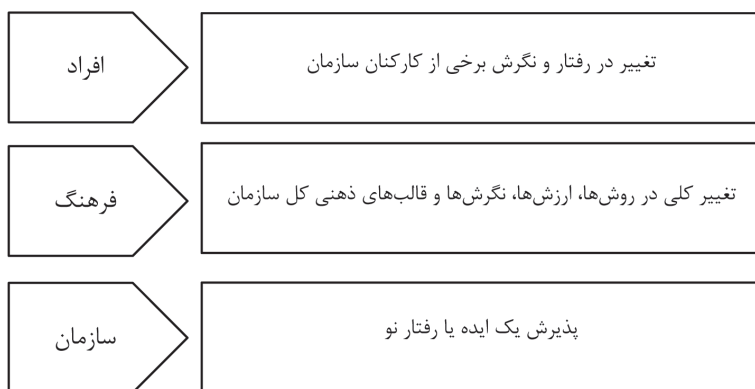 افراد
تغییر در رفتار و نگرش برخی از کارکنان سازمان
فرهنگ
تغییر کلی در روش‌ها، ارزش‌ها، نگرش‌ها و قالب‌های ذهنی کل سازمان
سازمان
پذیرش یک ایده یا رفتار نو